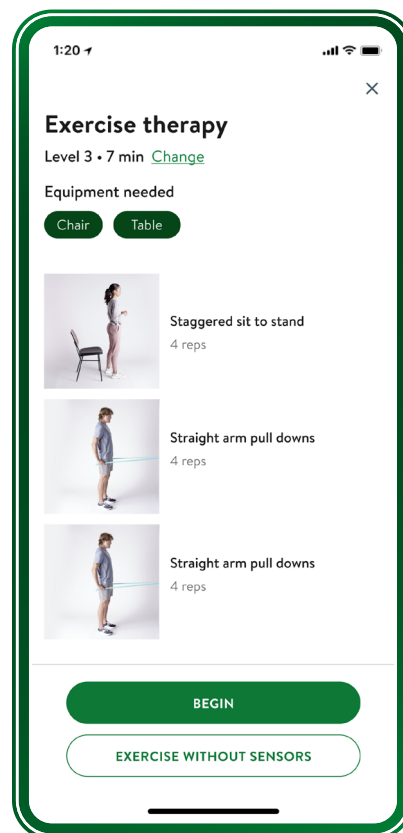 1:20
Exercise therapy
Level 3 • 7 min Change
Equipment needed
Chair Table
Staggered sit to stand
4 reps
Straight arm pull downs
4 reps
Straight arm pull downs
4 reps
BEGIN
EXERCISE WITHOUT SENSORS